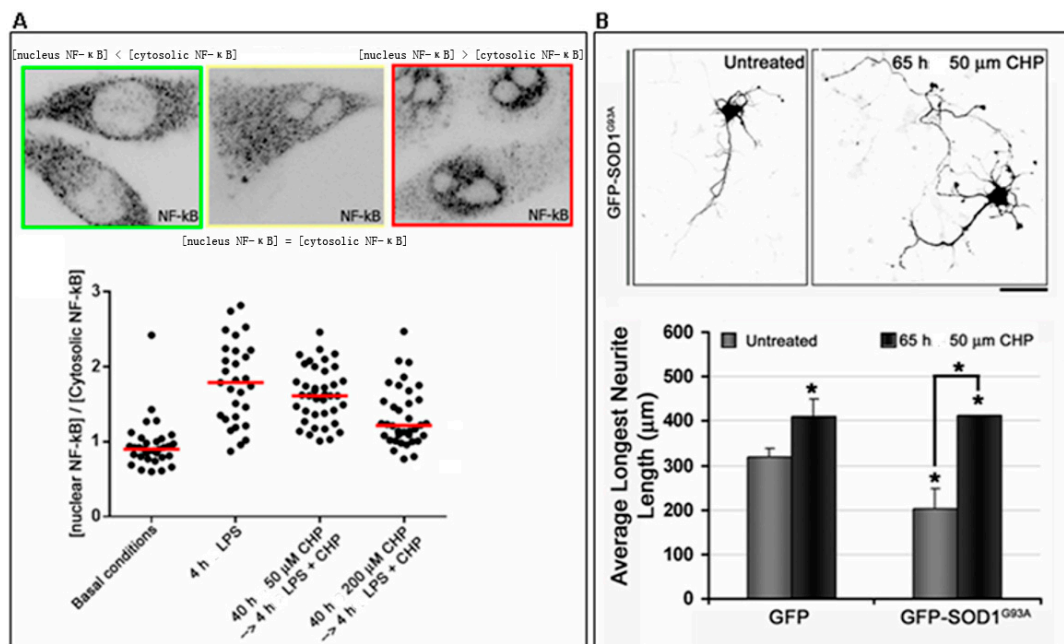 A
[nucleus NF-κB] < [cytosolic NF-κB]
[nucleus NF-κB] > [cytosolic NF-κB]
NF-kB
NF-kB
NF-kB
[nucleus NF-κB] = [cytosolic NF-κB]
[nuclear NF-kB] / [Cytosolic NF-kB]
3
2
1
0
Basal conditions
4 h . LPS
40 h . 50 µM CHP
--> 4 h . LPS + CHP
40 h . 200 µM CHP
--> 4 h . LPS + CHP
B
GFP-SOD1G93A
Untreated
65 h 50 µm CHP
Average Longest Neurite
Length (µm)
600
500
400
300
200
100
0
Untreated
65 h . 50 µm CHP
*
*
*
*
GFP
GFP-SOD1G93A